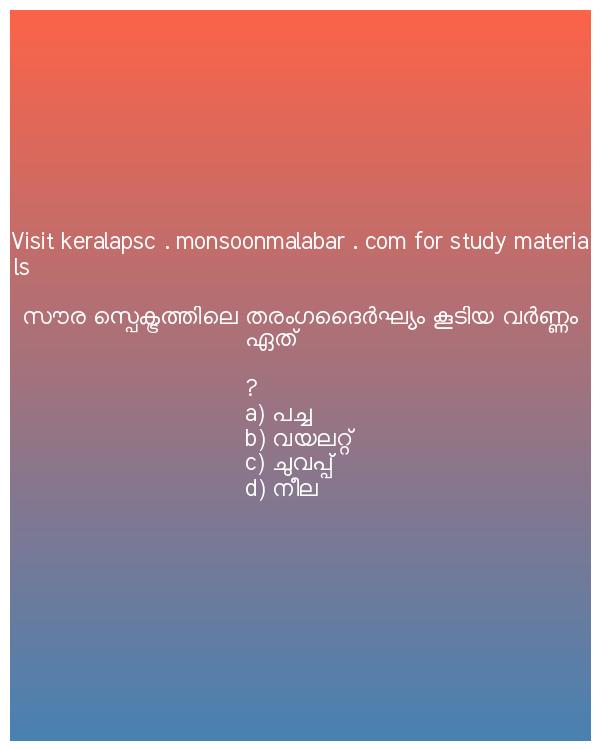 Visit keralapsc . monsoonmalabar . com for study materia
ls
സൗര സ്പെക്ട്രത്തിലെ തരംഗദൈർഘ്യം കൂടിയ വർണ്ണം
ഏത്
?
a) പച്ച
b) വയലറ്റ്
c) ചുവപ്പ്
d) നീല